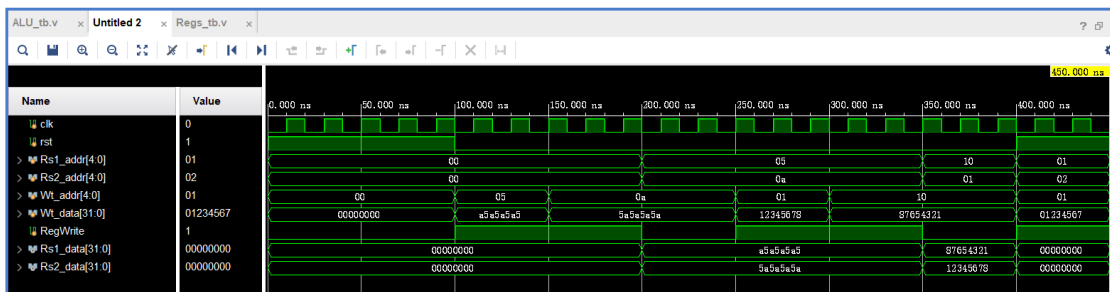 ALU_tb.v × Untitled 2 × Regs_tb.v × ?
450.000 ns
Name Value 0.000 ns 50.000 ns 100.000 ns 150.000 ns 200.000 ns 250.000 ns 300.000 ns 350.000 ns 400.000 ns
clk 0
rst 1
Rs1_addr[4:0] 01 00 05 10 01
Rs2_addr[4:0] 02 00 0a 01 02
Wt_addr[4:0] 01 00 05 0a 01 10 01
Wt_data[31:0] 01234567 00000000 a5a5a5a5 5a5a5a5a 12345678 87654321 01234567
RegWrite 1
Rs1_data[31:0] 00000000 00000000 a5a5a5a5 87654321 00000000
Rs2_data[31:0] 00000000 00000000 5a5a5a5a 12345678 00000000